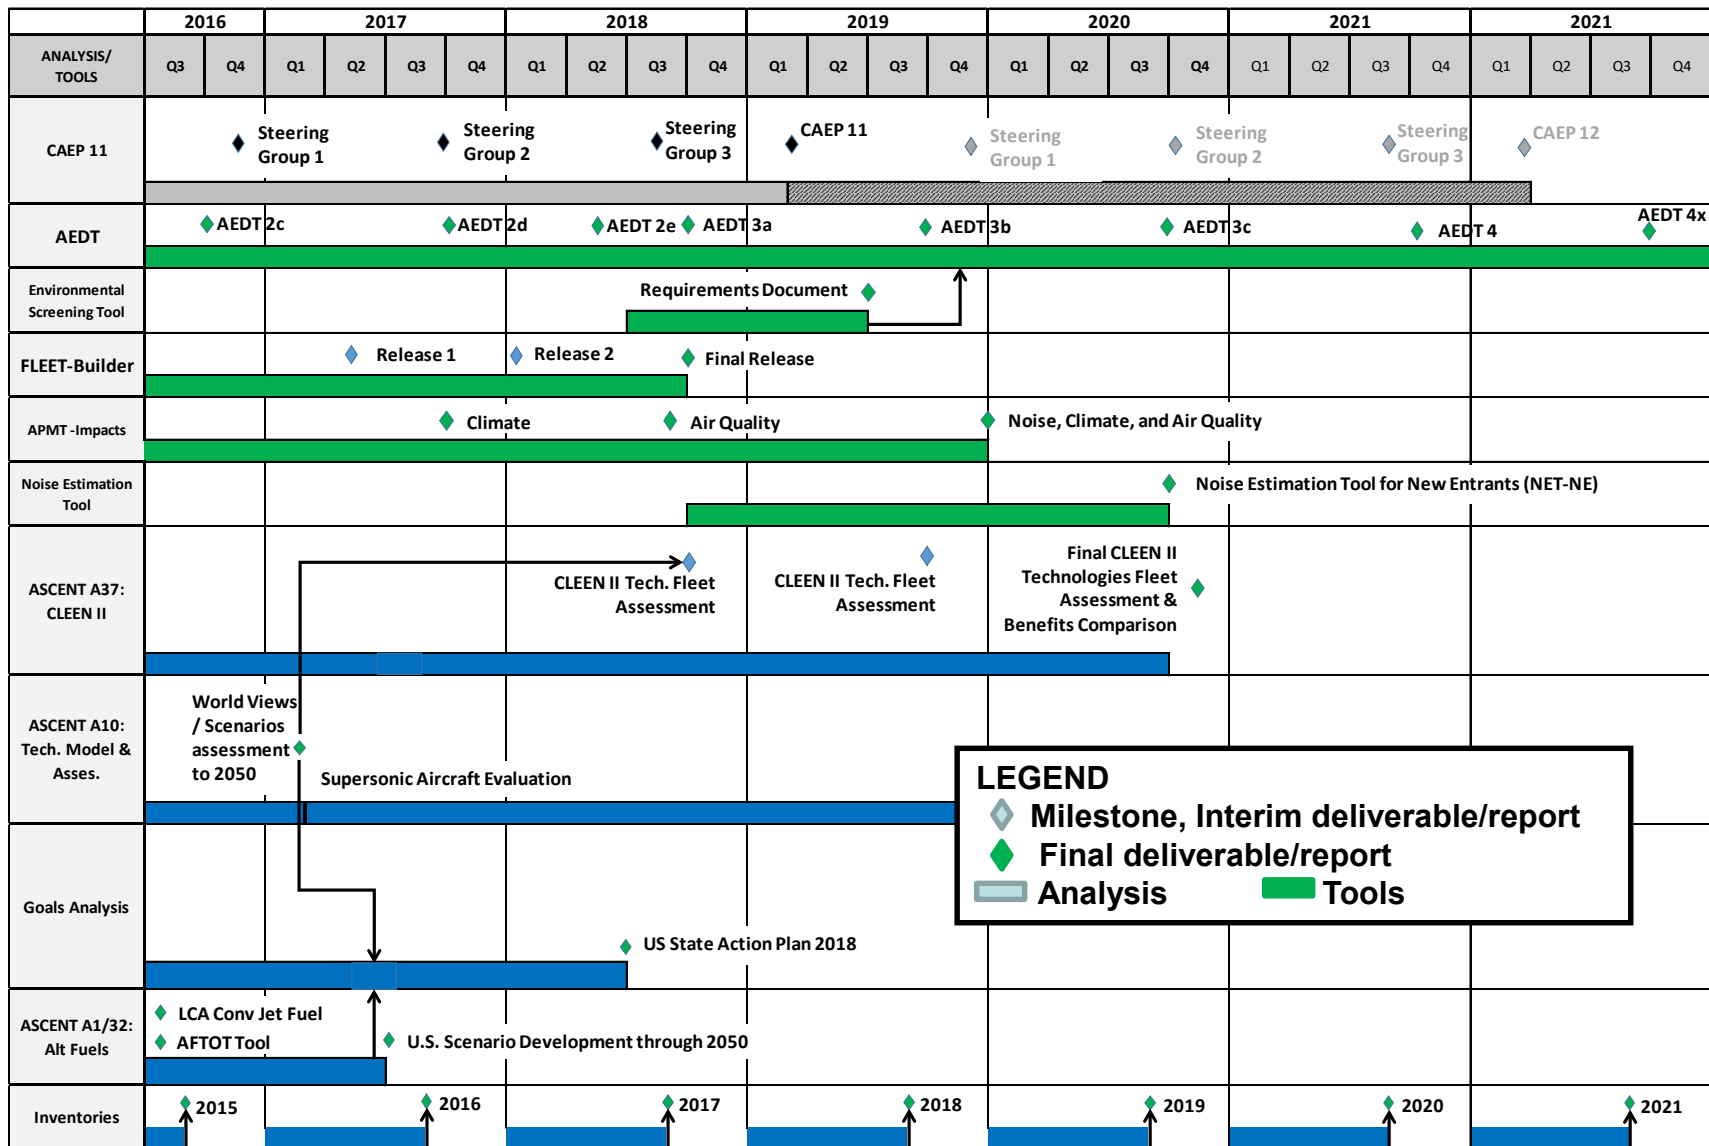 2016 2017 2018 2019 2020 2021 2021
ANALYSIS/
TOOLS
Q3 Q4 Q1 Q2 Q3 Q4 Q1 Q2 Q3 Q4 Q1 Q2 Q3 Q4 Q1 Q2 Q3 Q4 Q1 Q2 Q3 Q4 Q1 Q2 Q3 Q4
CAEP 11
Steering
Group 1
Steering
Group 2
Steering
Group 3
CAEP 11
Steering
Group 1
Steering
Group 2
Steering
Group 3
CAEP 12
AEDT
AEDT 2c
AEDT 2d
AEDT 2e
AEDT 3a
AEDT 3b
AEDT 3c
AEDT 4
AEDT 4x
Environmental
Screening Tool
Requirements Document
FLEET-Builder
Release 1
Release 2
Final Release
APMT -Impacts
Climate
Air Quality
Noise, Climate, and Air Quality
Noise Estimation
Tool
Noise Estimation Tool for New Entrants (NET-NE)
ASCENT A37:
CLEEN II
CLEEN II Tech. Fleet
Assessment
CLEEN II Tech. Fleet
Assessment
Final CLEEN II
Technologies Fleet
Assessment &
Benefits Comparison
ASCENT A10:
Tech. Model &
Asses.
World Views
/ Scenarios
assessment
to 2050
Supersonic Aircraft Evaluation
LEGEND
Milestone, Interim deliverable/report
Final deliverable/report
Analysis
Tools
Goals Analysis
US State Action Plan 2018
ASCENT A1/32:
Alt Fuels
LCA Conv Jet Fuel
AFTOT Tool
U.S. Scenario Development through 2050
Inventories
2015
2016
2017
2018
2019
2020
2021